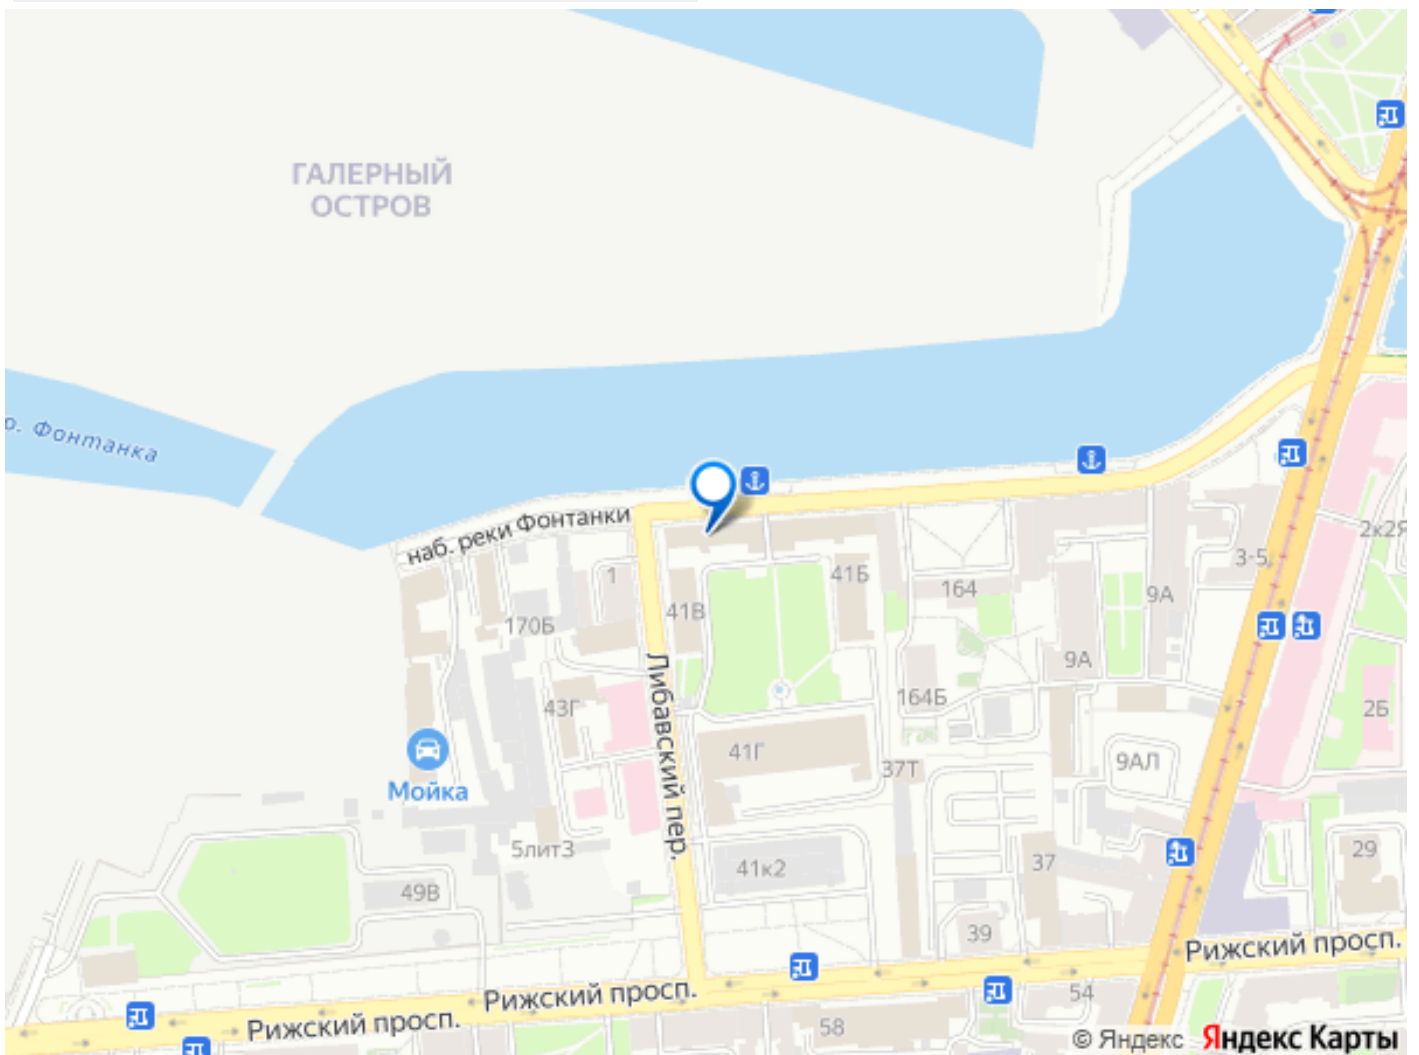 ГАЛЕРНЫЙ
ОСТРОВ
р. Фонтанка
наб. реки Фонтанки
2к2Я
3-5
41Б
164
1
9А
41В
170Б
9А
164Б
43Г
2Б
Либавский пер.
41Г
9АЛ
37Т
Мойка
5лит3
29
41к2
37
49В
39
Рижский просп.
Рижский просп.
54
Рижский просп.
58
© Яндекс Яндекс Карты